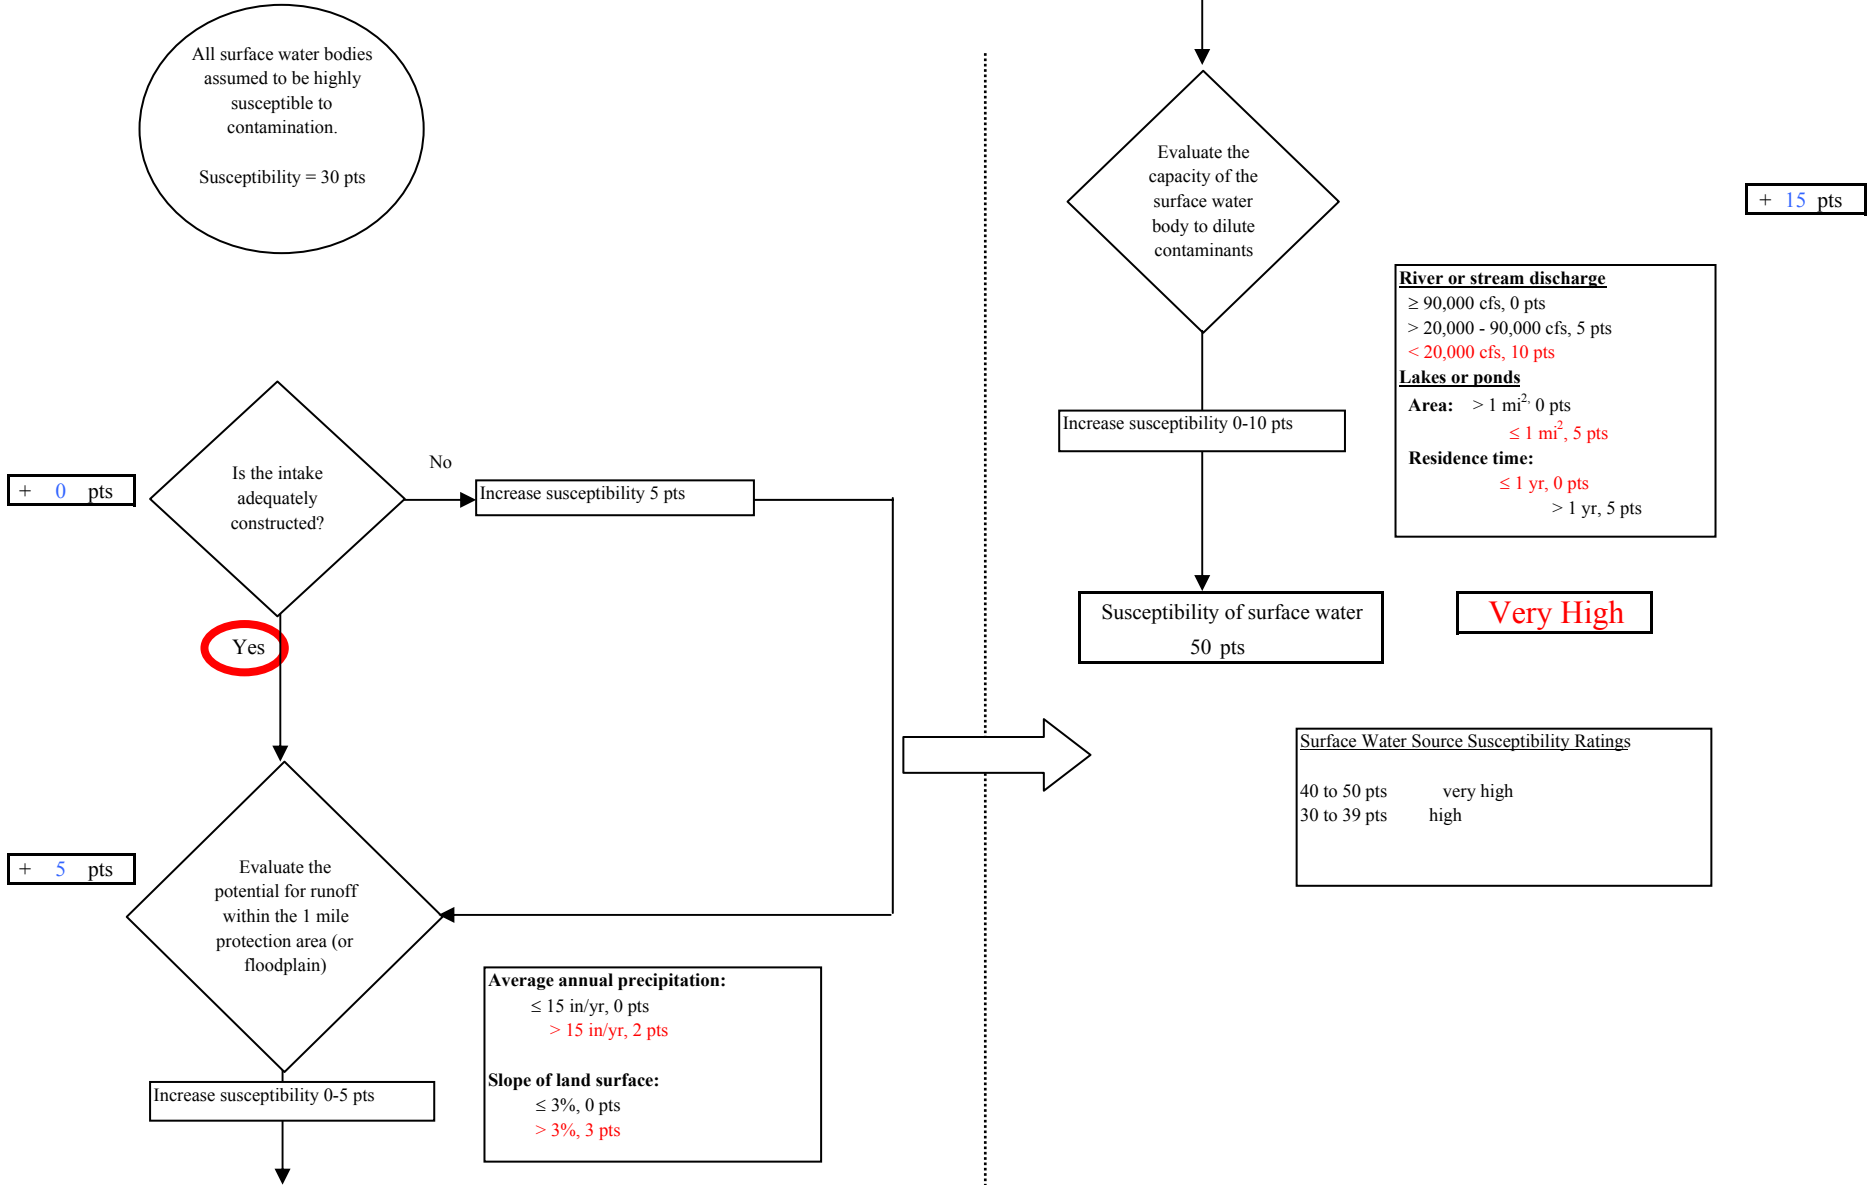 All surface water bodies
assumed to be highly
susceptible to
contamination.
Susceptibility = 30 pts
+ 0 pts
Is the intake
adequately
constructed?
No
Increase susceptibility 5 pts
Yes
+ 5 pts
Evaluate the
potential for runoff
within the 1 mile
protection area (or
floodplain)
Average annual precipitation:
≤ 15 in/yr, 0 pts
> 15 in/yr, 2 pts
Slope of land surface:
≤ 3%, 0 pts
> 3%, 3 pts
Increase susceptibility 0-5 pts
Evaluate the
capacity of the
surface water
body to dilute
contaminants
+ 15 pts
River or stream discharge
≥ 90,000 cfs, 0 pts
> 20,000 - 90,000 cfs, 5 pts
< 20,000 cfs, 10 pts
Lakes or ponds
Area: > 1 mi², 0 pts
≤ 1 mi², 5 pts
Residence time:
≤ 1 yr, 0 pts
> 1 yr, 5 pts
Increase susceptibility 0-10 pts
Susceptibility of surface water
50 pts
Very High
Surface Water Source Susceptibility Ratings
40 to 50 pts very high
30 to 39 pts high